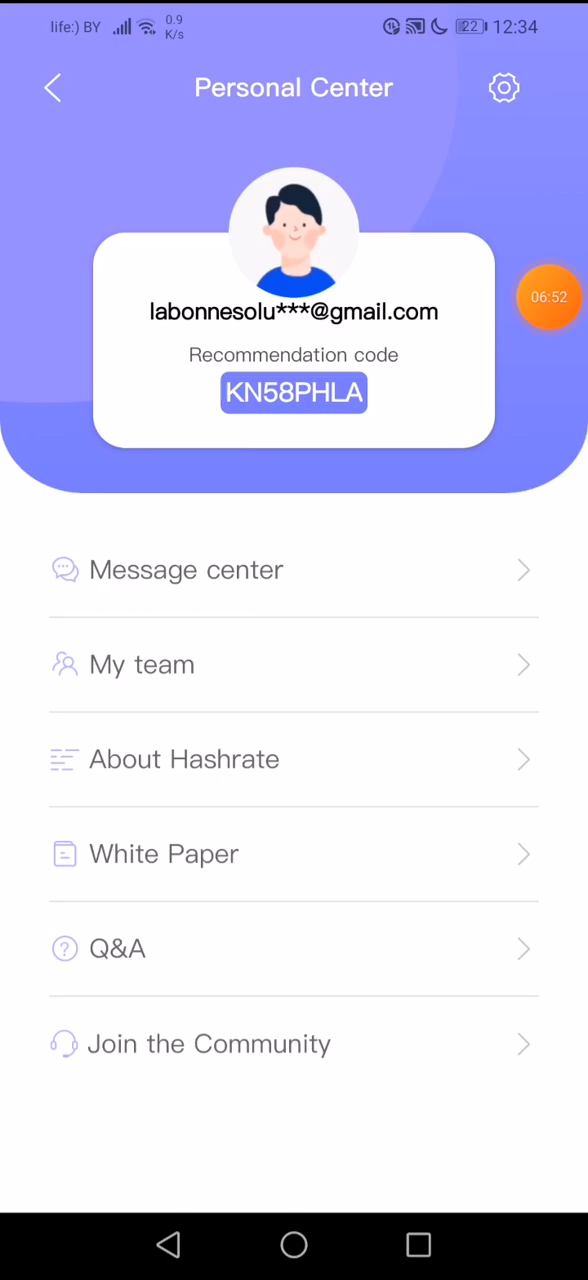 life:) BY 0.9 K/s 22 12:34
Personal Center
06:52
labonnesolu***@gmail.com
Recommendation code
KN58PHLA
Message center
My team
About Hashrate
White Paper
Q&A
Join the Community